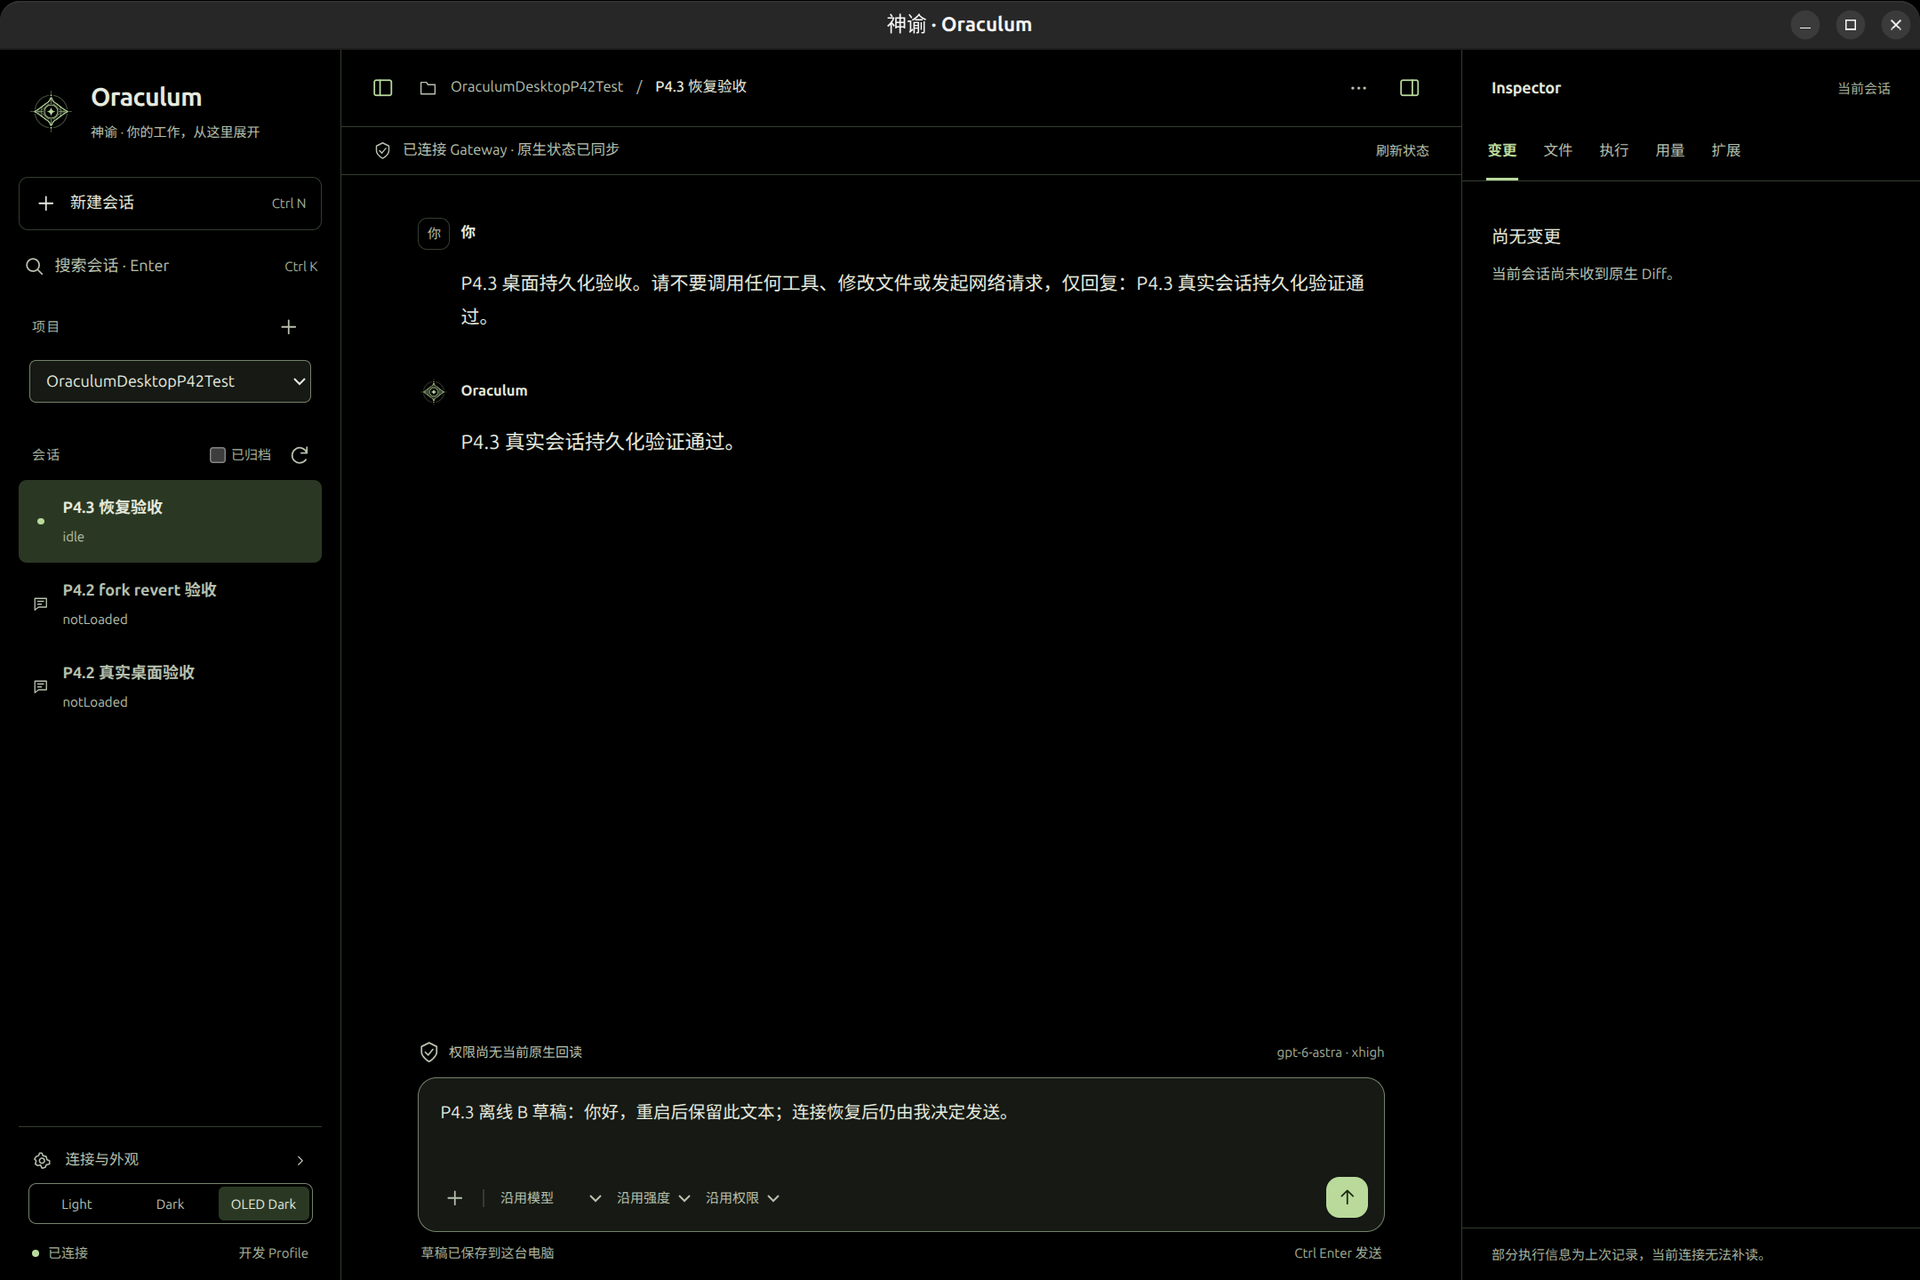 神谕 · Oraculum
Oraculum
神谕 · 你的工作，从这里展开
新建会话 Ctrl N
搜索会话 · Enter Ctrl K
项目
OraculumDesktopP42Test
会话 已归档
P4.3 恢复验收
idle
P4.2 fork revert 验收
notLoaded
P4.2 真实桌面验收
notLoaded
连接与外观
Light Dark OLED Dark
已连接 开发 Profile
OraculumDesktopP42Test / P4.3 恢复验收
已连接 Gateway · 原生状态已同步 刷新状态
你 你
P4.3 桌面持久化验收。请不要调用任何工具、修改文件或发起网络请求，仅回复：P4.3 真实会话持久化验证通
过。
Oraculum
P4.3 真实会话持久化验证通过。
权限尚无当前原生回读 gpt-6-astra · xhigh
P4.3 离线 B 草稿：你好，重启后保留此文本；连接恢复后仍由我决定发送。
沿用模型 沿用强度 沿用权限
草稿已保存到这台电脑 Ctrl Enter 发送
Inspector 当前会话
变更 文件 执行 用量 扩展
尚无变更
当前会话尚未收到原生 Diff。
部分执行信息为上次记录，当前连接无法补读。